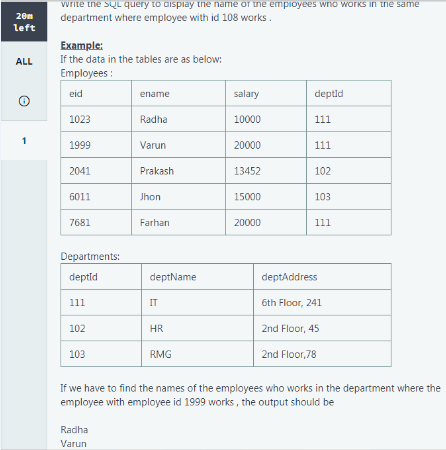 Write the SQL query to display the name of the employees who works in the same
department where employee with id 108 works .
20m
left
ALL
1
Example:
If the data in the tables are as below:
Employees :
eid ename salary deptId
1023 Radha 10000 111
1999 Varun 20000 111
2041 Prakash 13452 102
6011 Jhon 15000 103
7681 Farhan 20000 111
Departments:
deptId deptName deptAddress
111 IT 6th Floor, 241
102 HR 2nd Floor, 45
103 RMG 2nd Floor,78
If we have to find the names of the employees who works in the department where the
employee with employee id 1999 works , the output should be
Radha
Varun